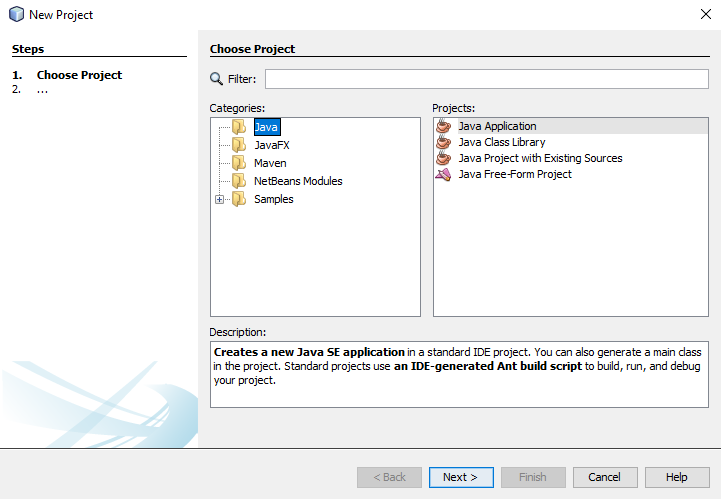 New Project
Steps
1. Choose Project
2. ...
Choose Project
Filter:
Categories:
Java
JavaFX
Maven
NetBeans Modules
Samples
Projects:
Java Application
Java Class Library
Java Project with Existing Sources
Java Free-Form Project
Description:
Creates a new Java SE application in a standard IDE project. You can also generate a main class
in the project. Standard projects use an IDE-generated Ant build script to build, run, and debug
your project.
< Back
Next >
Finish
Cancel
Help